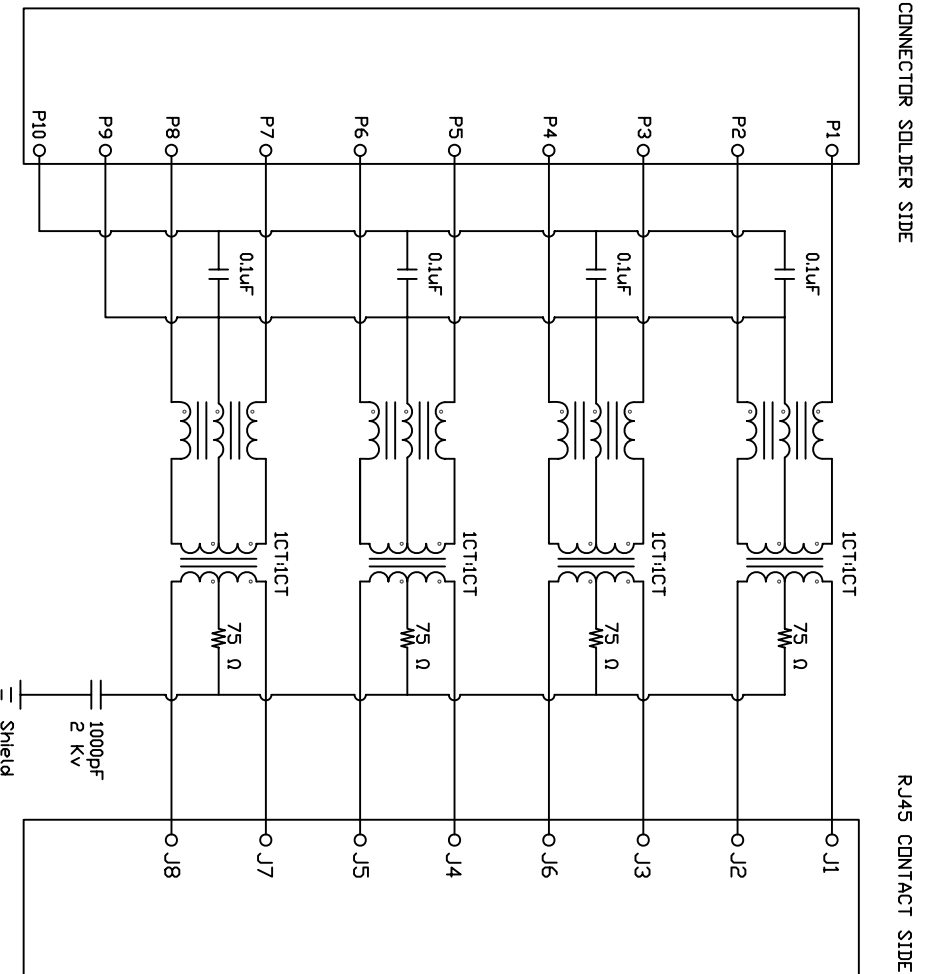 CONNECTOR SOLDER SIDE
RJ45 CONTACT SIDE
P1
P2
P3
P4
P5
P6
P7
P8
P9
P10
0.1uF
0.1uF
0.1uF
0.1uF
1CT:1CT
1CT:1CT
1CT:1CT
1CT:1CT
75 Ω
75 Ω
75 Ω
75 Ω
1000pF
2 Kv
Shield
J1
J2
J3
J6
J4
J5
J7
J8